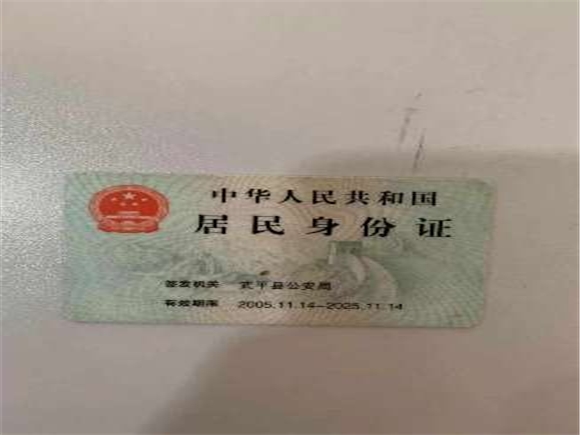 中华人民共和国
居民身份证
签发机关 武平县公安局
有效期限 2005.11.14-2025.11.14